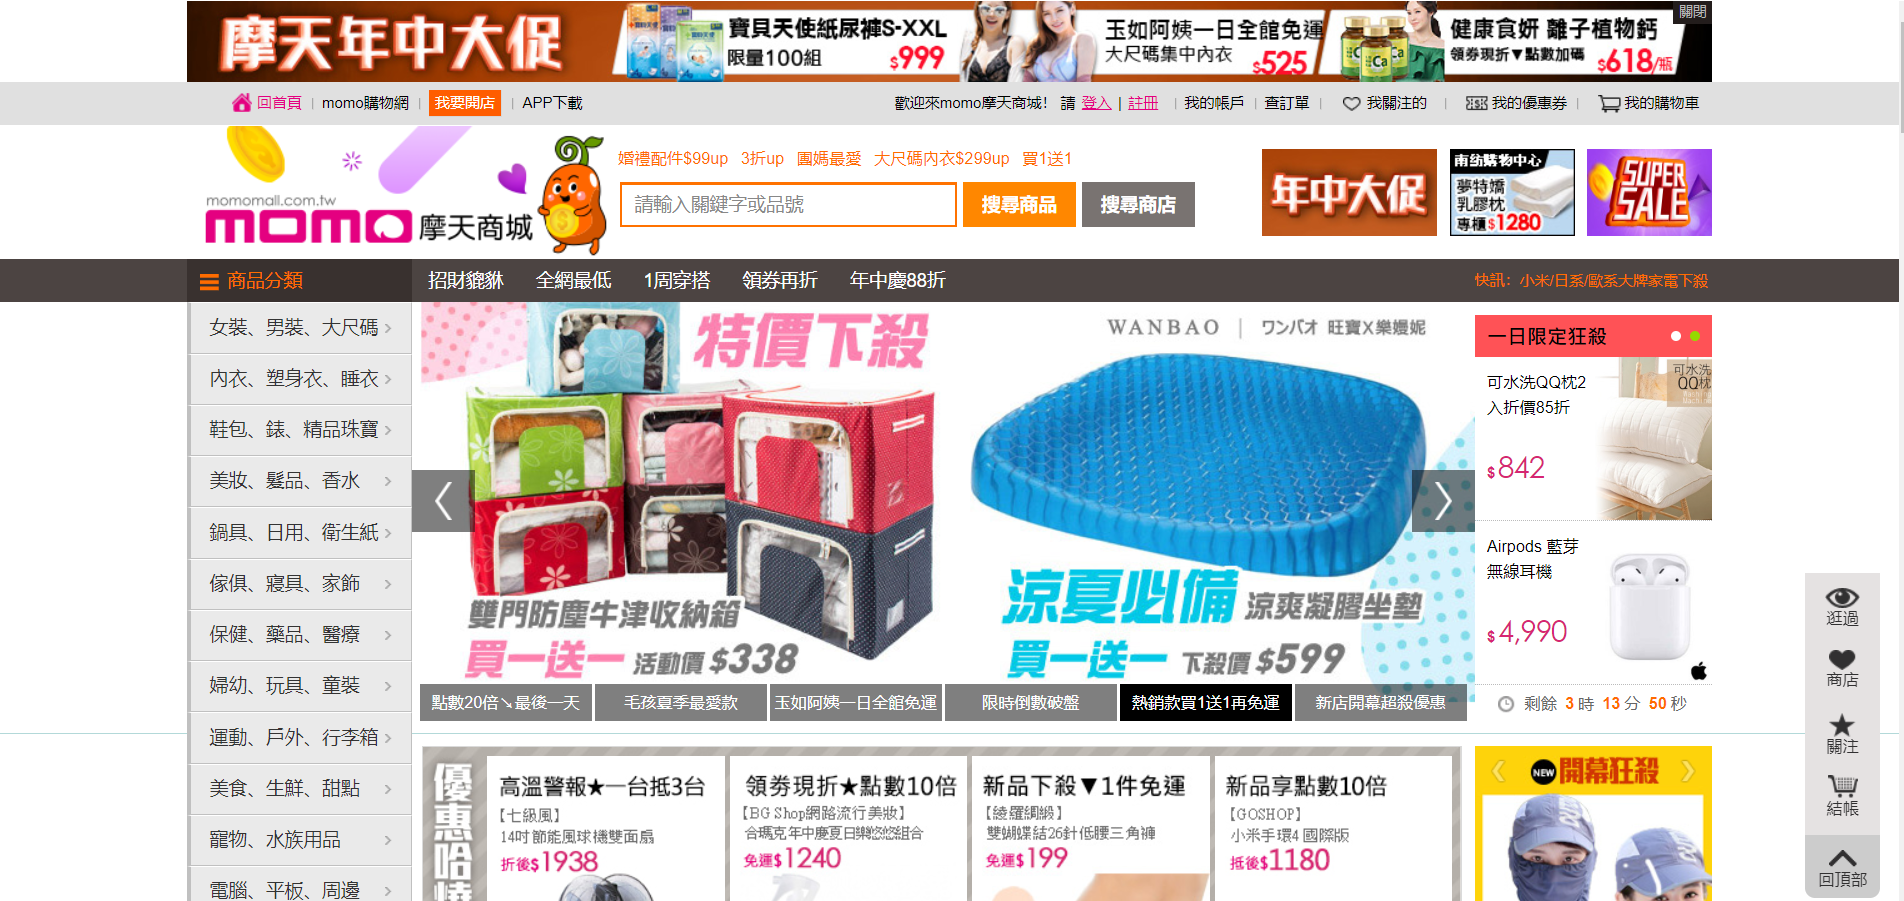 摩天年中大促
寶貝天使紙尿褲S-XXL
限量100組
$999
玉如阿姨一日全館免運
大尺碼集中內衣
$525
健康食妍 離子植物鈣
領券現折▼點數加碼
$618/瓶
關閉
回首頁 | momo購物網 | 我要開店 | APP下載
歡迎來momo摩天商城! 請 登入 | 註冊 | 我的帳戶 | 查訂單 | 我關注的 | 我的優惠券 | 我的購物車
momomall.com.tw
momo摩天商城
婚禮配件$99up 3折up 團媽最愛 大尺碼內衣$299up 買1送1
請輸入關鍵字或品號
搜尋商品
搜尋商店
年中大促
南紡購物中心
夢特嬌
乳膠枕
專櫃$1280
SUPER
SALE
商品分類
招財貔貅 全網最低 1周穿搭 領券再折 年中慶88折
快訊: 小米/日系/歐系大牌家電下殺
女裝、男裝、大尺碼
內衣、塑身衣、睡衣
鞋包、錶、精品珠寶
美妝、髮品、香水
鍋具、日用、衛生紙
傢俱、寢具、家飾
保健、藥品、醫療
婦幼、玩具、童裝
運動、戶外、行李箱
美食、生鮮、甜點
寵物、水族用品
電腦、平板、周邊
特價下殺
雙門防塵牛津收納箱
買一送一 活動價 $338
WANBAO | ワンバオ 旺寶X樂嫚妮
涼夏必備 涼爽凝膠坐墊
買一送一 下殺價 $599
點數20倍↘最後一天
毛孩夏季最愛款
玉如阿姨一日全館免運
限時倒數破盤
熱銷款買1送1再免運
新店開幕超殺優惠
一日限定狂殺
可水洗QQ枕2
入折價85折
$842
可水洗
QQ枕
Airpods 藍芽
無線耳機
$4,990
剩餘 3 時 13 分 50 秒
逛過
商店
關注
結帳
回頂部
優惠哈燒
高溫警報★一台抵3台
【七級風】
14吋節能風球機雙面扇
折後$1938
領券現折★點數10倍
【BG Shop網路流行美妝】
合瑪克年中慶夏日樂悠悠組合
免運$1240
新品下殺▼1件免運
【綾羅綢緞】
雙蝴蝶結26針低腰三角褲
免運$199
新品享點數10倍
【GOSHOP】
小米手環4 國際版
抵後$1180
NEW 開幕狂殺